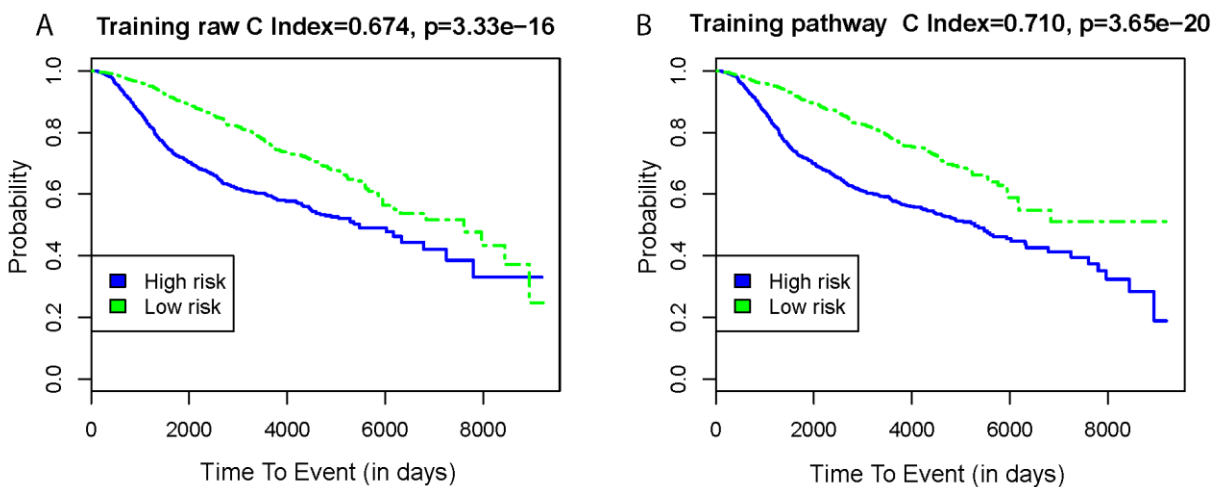 A Training raw C Index=0.674, p=3.33e−16
1.0
0.8
0.6
0.4
0.2
0.0
Probability
High risk
Low risk
0 2000 4000 6000 8000
Time To Event (in days)
B Training pathway C Index=0.710, p=3.65e−20
1.0
0.8
0.6
0.4
0.2
0.0
Probability
High risk
Low risk
0 2000 4000 6000 8000
Time To Event (in days)